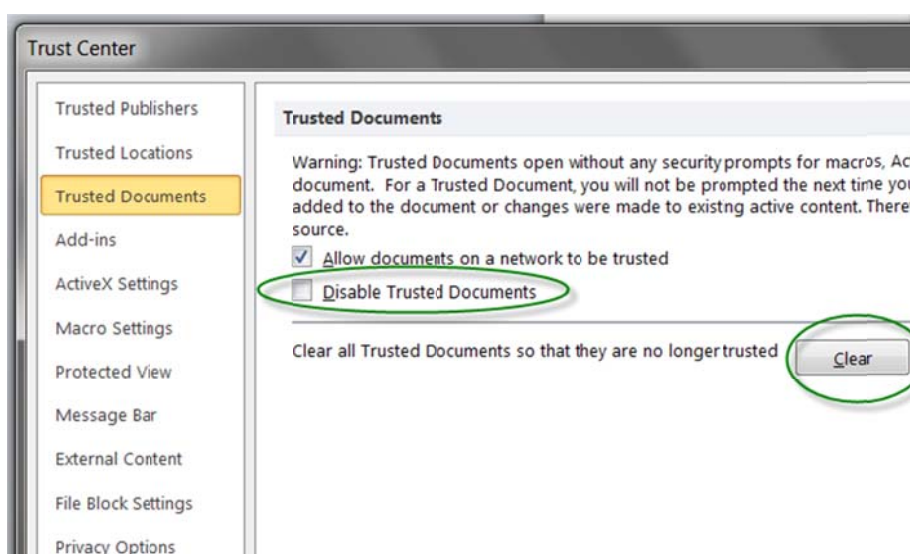 Trust Center
Trusted Publishers
Trusted Locations
Trusted Documents
Add-ins
ActiveX Settings
Macro Settings
Protected View
Message Bar
External Content
File Block Settings
Privacy Options
Trusted Documents
Warning: Trusted Documents open without any security prompts for macros, Ac
document. For a Trusted Document, you will not be prompted the next time you
added to the document or changes were made to existing active content. There
source.
Allow documents on a network to be trusted
Disable Trusted Documents
Clear all Trusted Documents so that they are no longer trusted
Clear